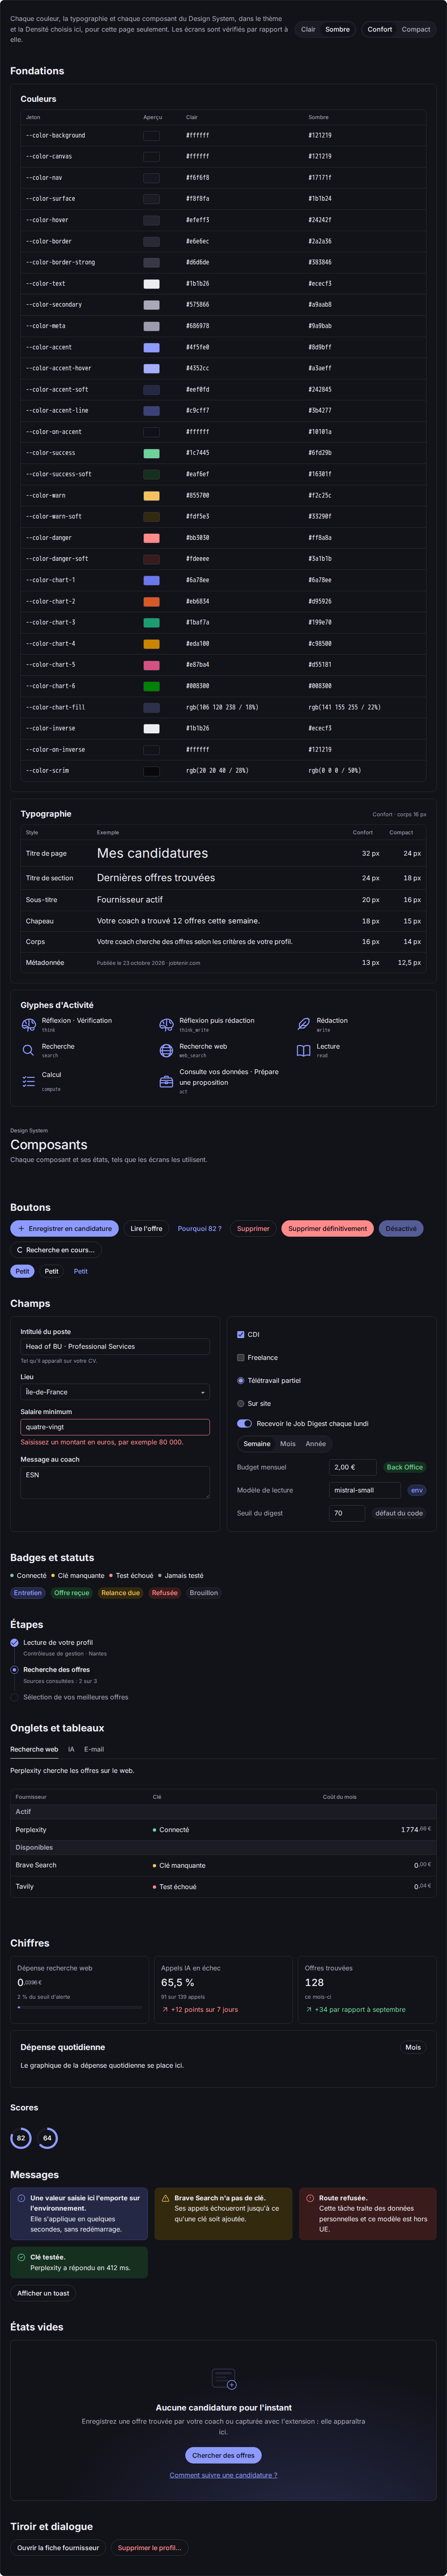 Chaque couleur, la typographie et chaque composant du Design System, dans le thème
et la Densité choisis ici, pour cette page seulement. Les écrans sont vérifiés par rapport à
elle.
Clair Sombre Confort Compact
Fondations
Couleurs
Jeton Aperçu Clair Sombre
--color-background #ffffff #121219
--color-canvas #ffffff #121219
--color-nav #f6f6f8 #17171f
--color-surface #f8f8fa #1b1b24
--color-hover #efeff3 #24242f
--color-border #e6e6ec #2a2a36
--color-border-strong #d6d6de #383846
--color-text #1b1b26 #ececf3
--color-secondary #575866 #a9aab8
--color-meta #686978 #9a9bab
--color-accent #4f5fe0 #8d9bff
--color-accent-hover #4352cc #a3aeff
--color-accent-soft #eef0fd #242845
--color-accent-line #c9cff7 #3b4277
--color-on-accent #ffffff #10101a
--color-success #1c7445 #6fd29b
--color-success-soft #eaf6ef #16301f
--color-warn #855700 #f2c25c
--color-warn-soft #fdf5e3 #33290f
--color-danger #bb3030 #ff8a8a
--color-danger-soft #fdeeee #3a1b1b
--color-chart-1 #6a78ee #6a78ee
--color-chart-2 #eb6834 #d95926
--color-chart-3 #1baf7a #199e70
--color-chart-4 #eda100 #c98500
--color-chart-5 #e87ba4 #d55181
--color-chart-6 #008300 #008300
--color-chart-fill rgb(106 120 238 / 18%) rgb(141 155 255 / 22%)
--color-inverse #1b1b26 #ececf3
--color-on-inverse #ffffff #121219
--color-scrim rgb(20 20 40 / 28%) rgb(0 0 0 / 50%)
Typographie Confort · corps 16 px
Style Exemple Confort Compact
Titre de page Mes candidatures 32 px 24 px
Titre de section Dernières offres trouvées 24 px 18 px
Sous-titre Fournisseur actif 20 px 16 px
Chapeau Votre coach a trouvé 12 offres cette semaine. 18 px 15 px
Corps Votre coach cherche des offres selon les critères de votre profil. 16 px 14 px
Métadonnée Publiée le 23 octobre 2026 · jobtenir.com 13 px 12,5 px
Glyphes d'Activité
Réflexion · Vérification
think
Réflexion puis rédaction
think_write
Rédaction
write
Recherche
search
Recherche web
web_search
Lecture
read
Calcul
compute
Consulte vos données · Prépare
une proposition
act
Design System
Composants
Chaque composant et ses états, tels que les écrans les utilisent.
Boutons
Enregistrer en candidature Lire l'offre Pourquoi 82 ? Supprimer Supprimer définitivement Désactivé
Recherche en cours…
Petit Petit Petit
Champs
Intitulé du poste
Head of BU · Professional Services
Tel qu'il apparaît sur votre CV.
Lieu
Île-de-France
Salaire minimum
quatre-vingt
Saisissez un montant en euros, par exemple 80 000.
Message au coach
ESN
CDI
Freelance
Télétravail partiel
Sur site
Recevoir le Job Digest chaque lundi
Semaine Mois Année
Budget mensuel 2,00 € Back Office
Modèle de lecture mistral-small env
Seuil du digest 70 défaut du code
Badges et statuts
Connecté Clé manquante Test échoué Jamais testé
Entretien Offre reçue Relance due Refusée Brouillon
Étapes
Lecture de votre profil
Contrôleuse de gestion · Nantes
Recherche des offres
Sources consultées : 2 sur 3
Sélection de vos meilleures offres
Onglets et tableaux
Recherche web IA E-mail
Perplexity cherche les offres sur le web.
Fournisseur Clé Coût du mois
Actif
Perplexity Connecté 1 774,66 €
Disponibles
Brave Search Clé manquante 0,00 €
Tavily Test échoué 0,04 €
Chiffres
Dépense recherche web
0,0396 €
2 % du seuil d'alerte
Appels IA en échec
65,5 %
91 sur 139 appels
+12 points sur 7 jours
Offres trouvées
128
ce mois-ci
+34 par rapport à septembre
Dépense quotidienne Mois
Le graphique de la dépense quotidienne se place ici.
Scores
82 64
Messages
Une valeur saisie ici l'emporte sur
l'environnement.
Elle s'applique en quelques
secondes, sans redémarrage.
Brave Search n'a pas de clé.
Ses appels échoueront jusqu'à ce
qu'une clé soit ajoutée.
Route refusée.
Cette tâche traite des données
personnelles et ce modèle est hors
UE.
Clé testée.
Perplexity a répondu en 412 ms.
Afficher un toast
États vides
Aucune candidature pour l'instant
Enregistrez une offre trouvée par votre coach ou capturée avec l'extension : elle apparaîtra
ici.
Chercher des offres
Comment suivre une candidature ?
Tiroir et dialogue
Ouvrir la fiche fournisseur Supprimer le profil…